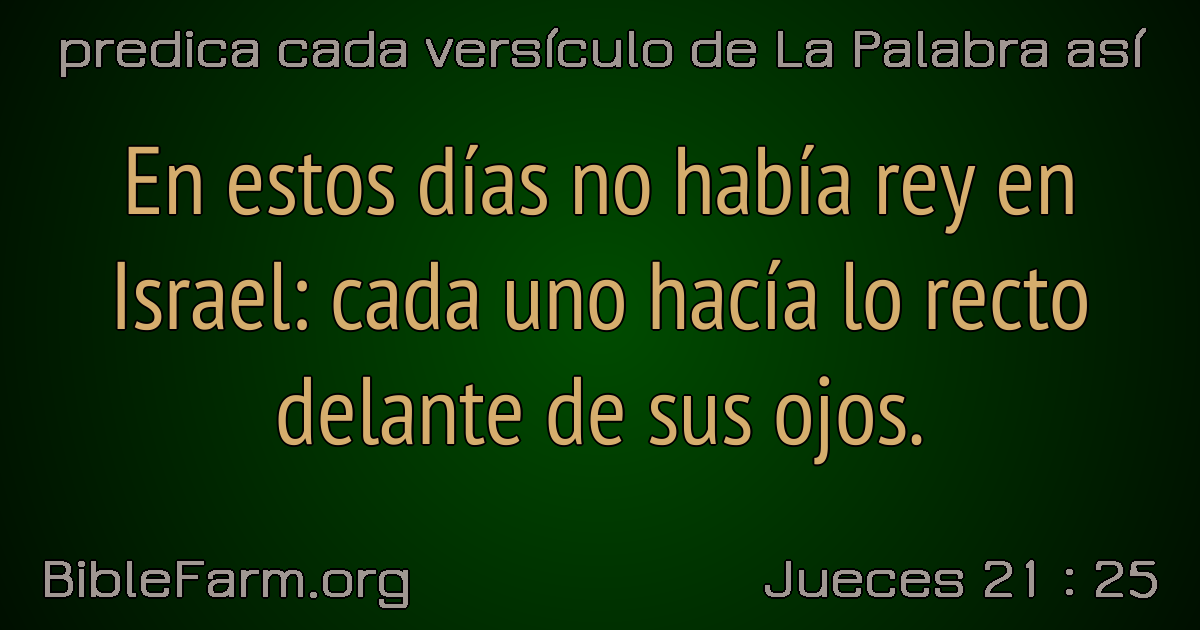 predica cada versículo de La Palabra así
En estos días no había rey en
Israel: cada uno hacía lo recto
delante de sus ojos.
BibleFarm.org
Jueces 21 : 25